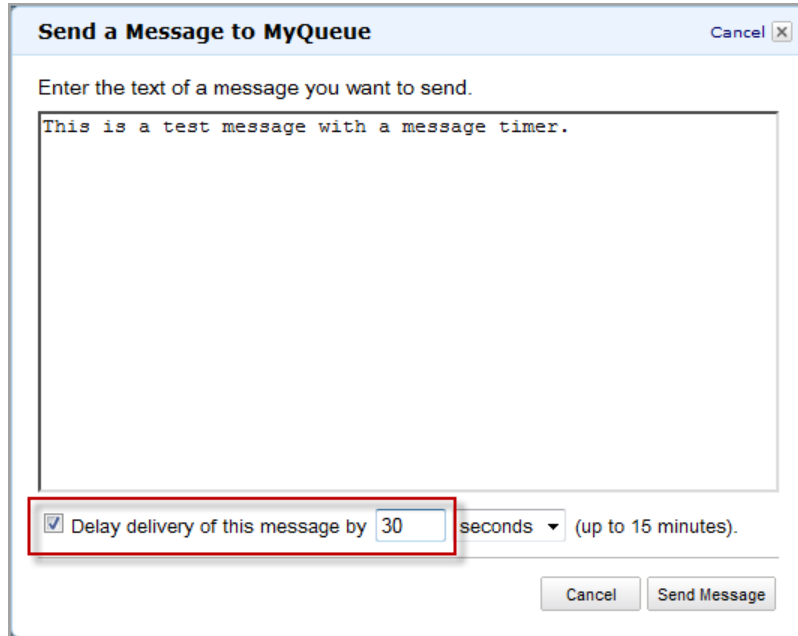 Send a Message to MyQueue Cancel
Enter the text of a message you want to send.
This is a test message with a message timer.
Delay delivery of this message by 30 seconds (up to 15 minutes).
Cancel Send Message